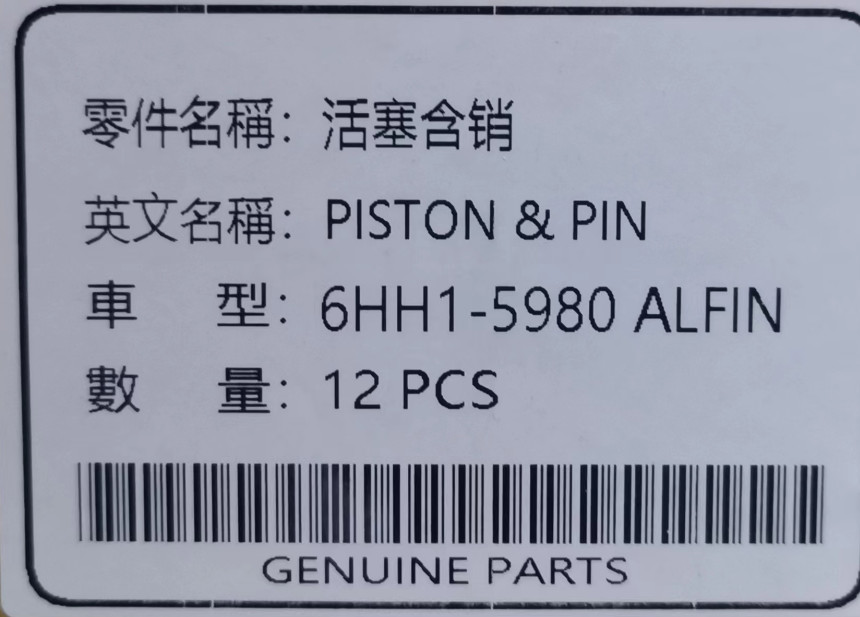 零件名稱：活塞含销
英文名稱：PISTON & PIN
車 型：6HH1-5980 ALFIN
數 量：12 PCS
GENUINE PARTS